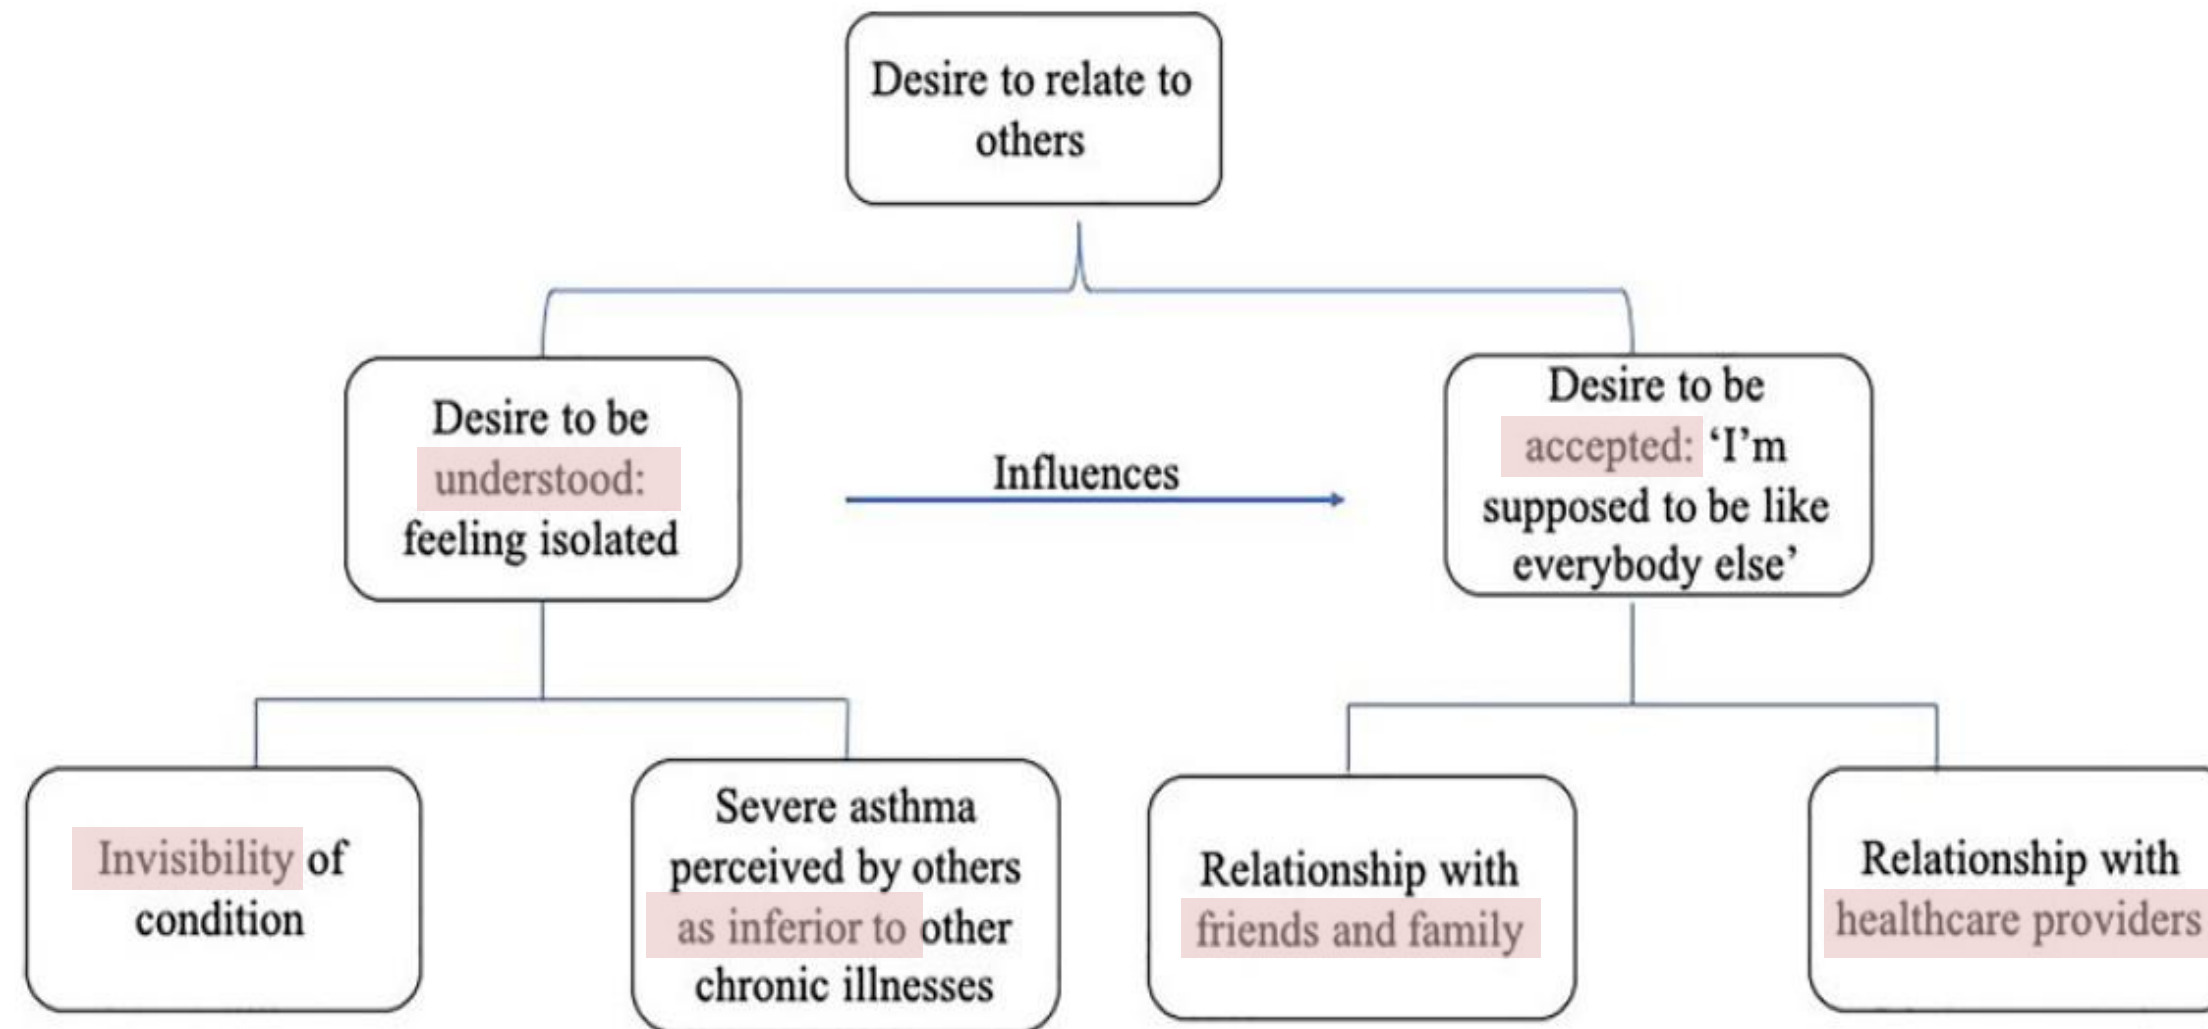 Desire to relate to
others
Desire to be
understood:
feeling isolated
Influences
Desire to be
accepted: ‘I’m
supposed to be like
everybody else’
Invisibility of
condition
Severe asthma
perceived by others
as inferior to other
chronic illnesses
Relationship with
friends and family
Relationship with
healthcare providers